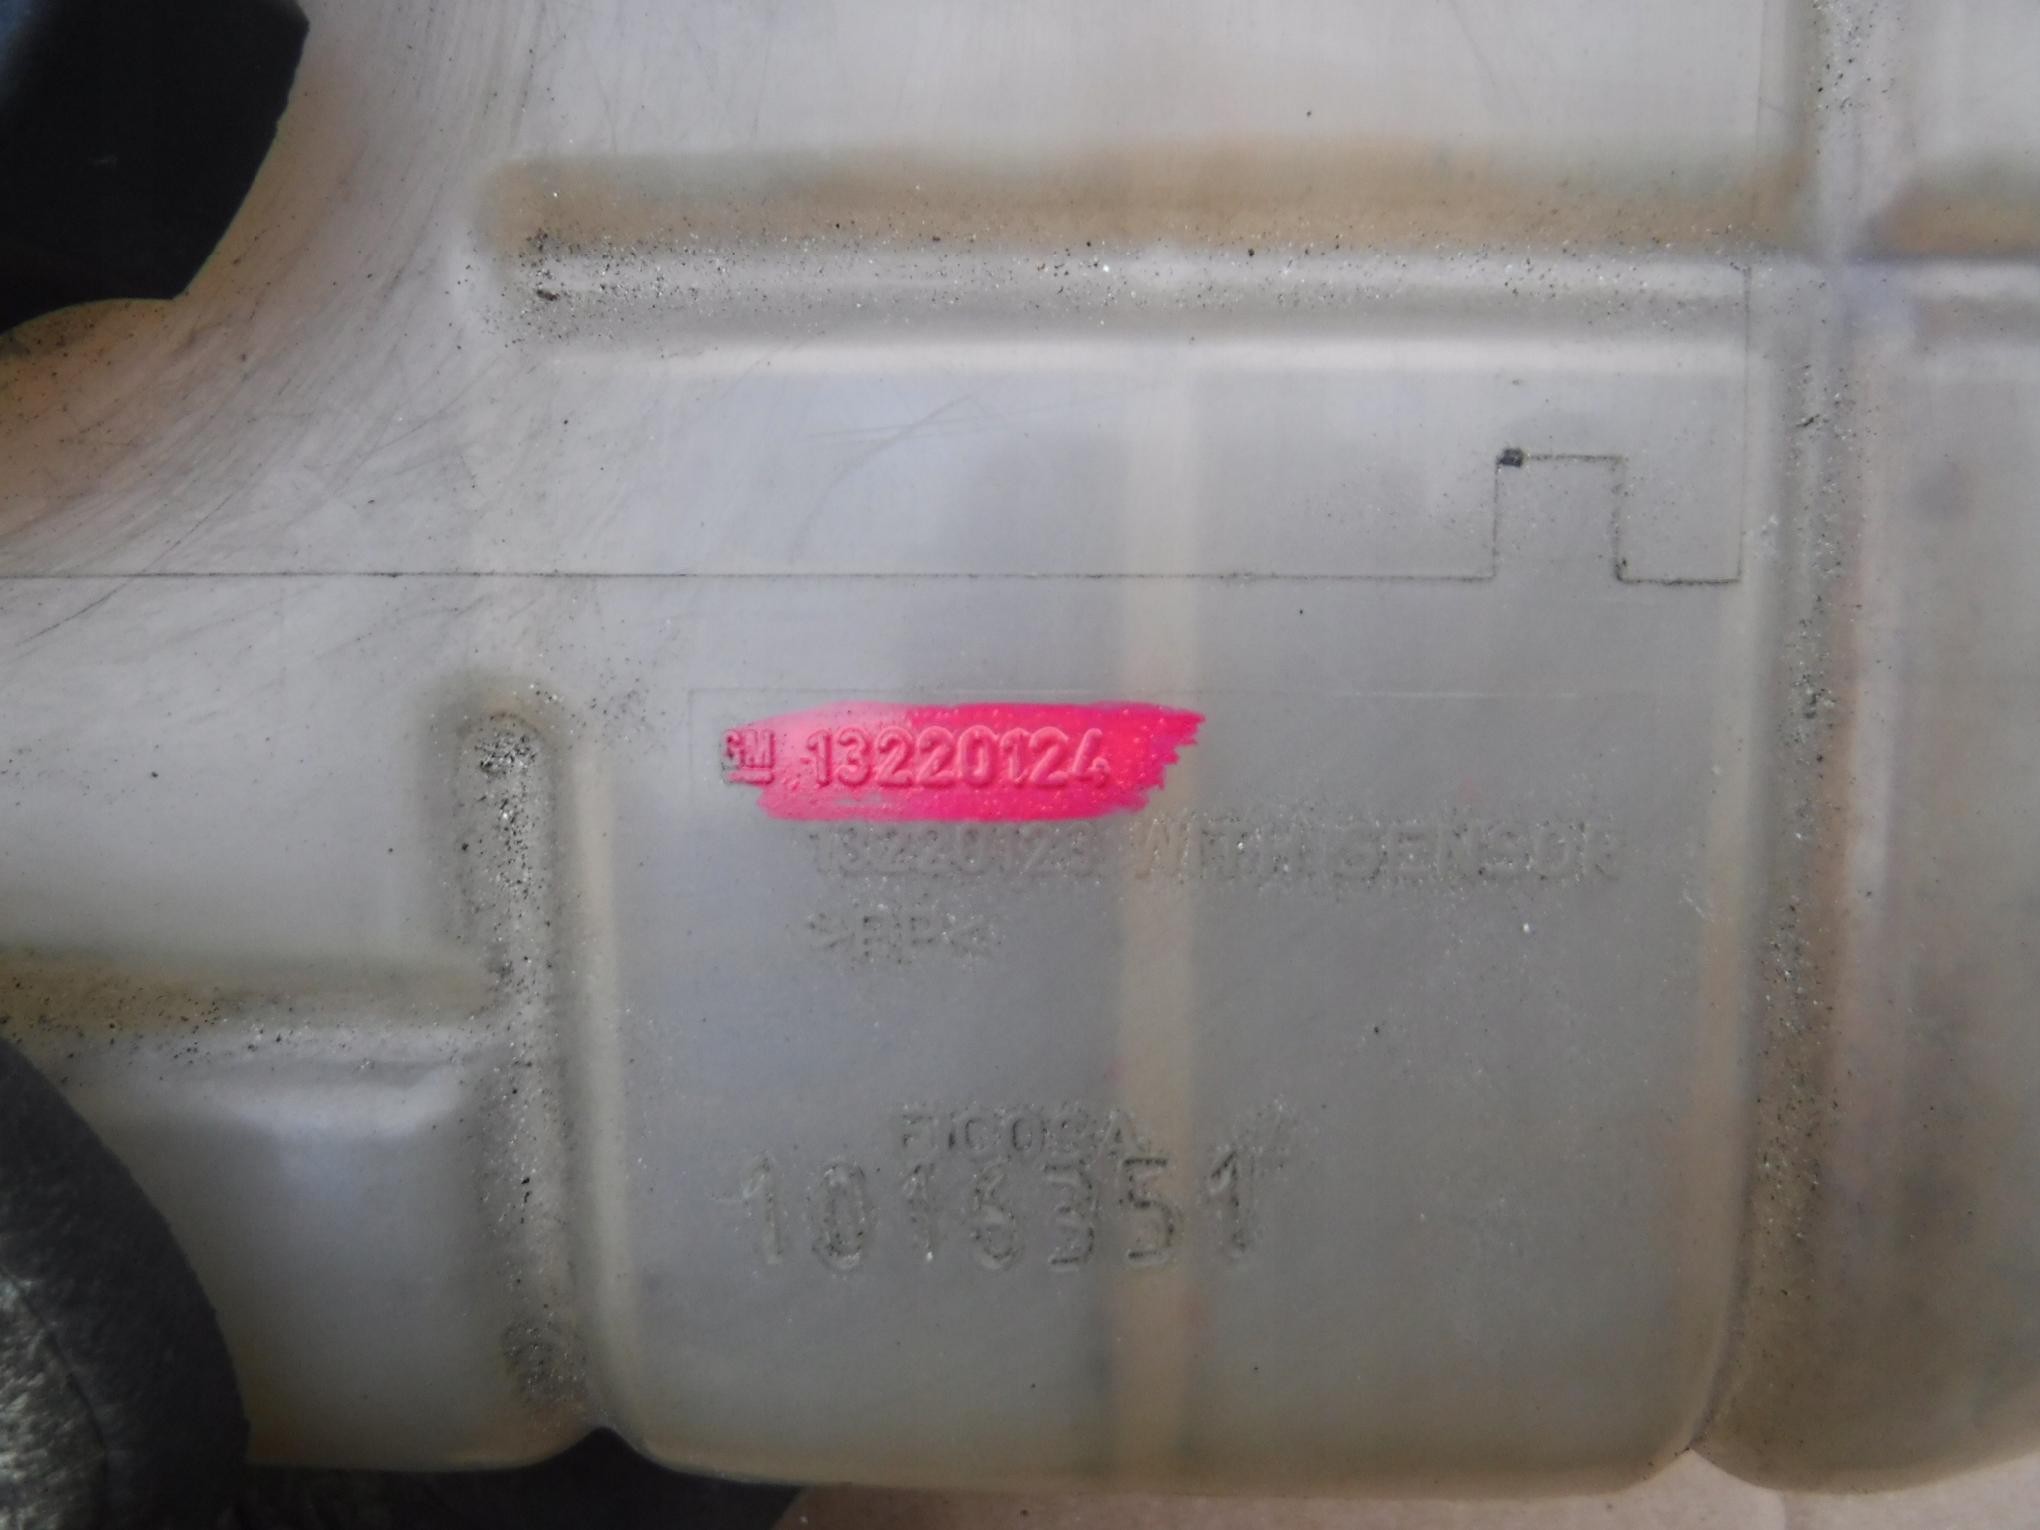 GM 13220124
13220123 WITH SENSOR
>PP<
FICOSA
1016351